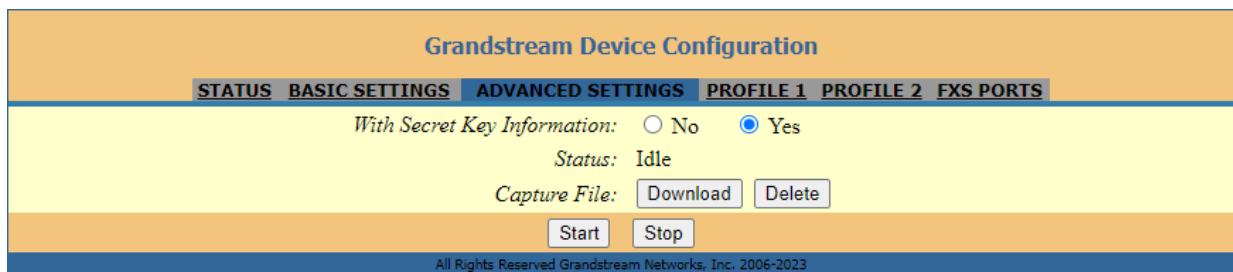 Grandstream Device Configuration
STATUS BASIC SETTINGS ADVANCED SETTINGS PROFILE 1 PROFILE 2 FXS PORTS
With Secret Key Information: No Yes
Status: Idle
Capture File: Download Delete
Start Stop
All Rights Reserved Grandstream Networks, Inc. 2006-2023